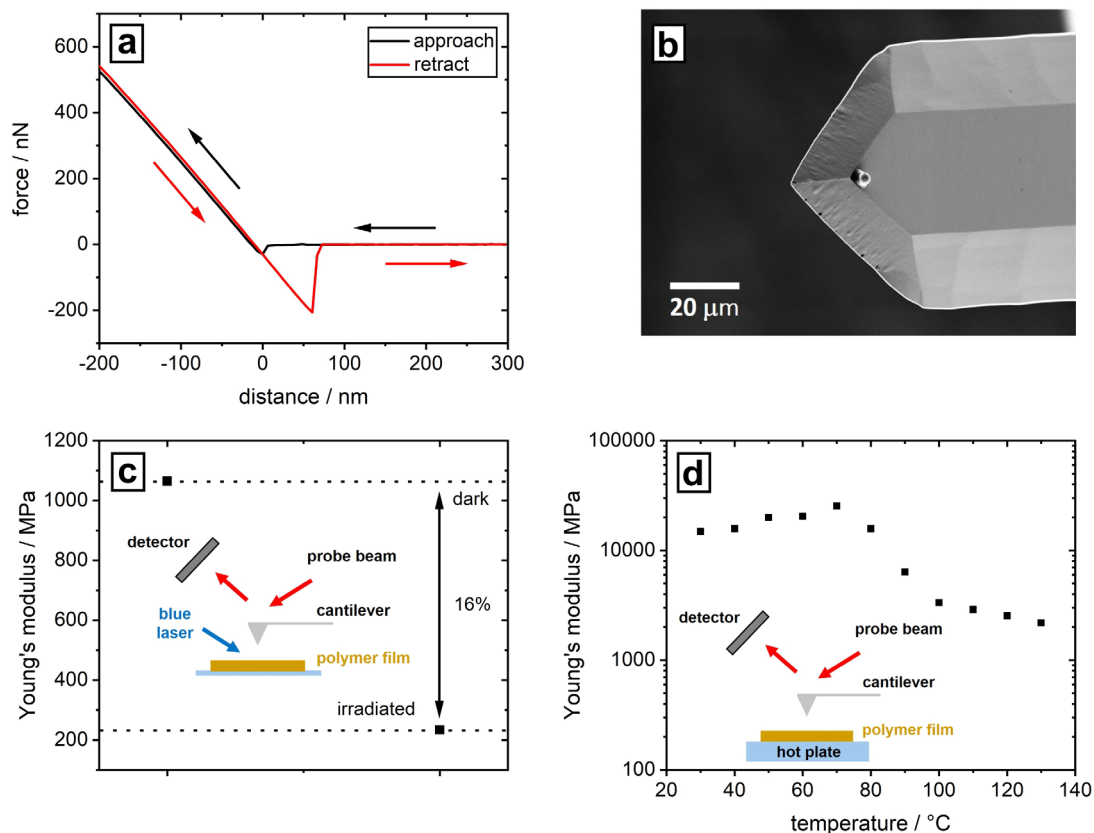 a
approach
retract
600
400
200
0
-200
force / nN
-200
-100
0
100
200
300
distance / nm
b
20 μm
c
1200
1000
800
600
400
200
Young's modulus / MPa
dark
detector
probe beam
16%
cantilever
blue
laser
polymer film
irradiated
d
100000
10000
1000
100
Young's modulus / MPa
detector
probe beam
cantilever
polymer film
hot plate
20
40
60
80
100
120
140
temperature / °C